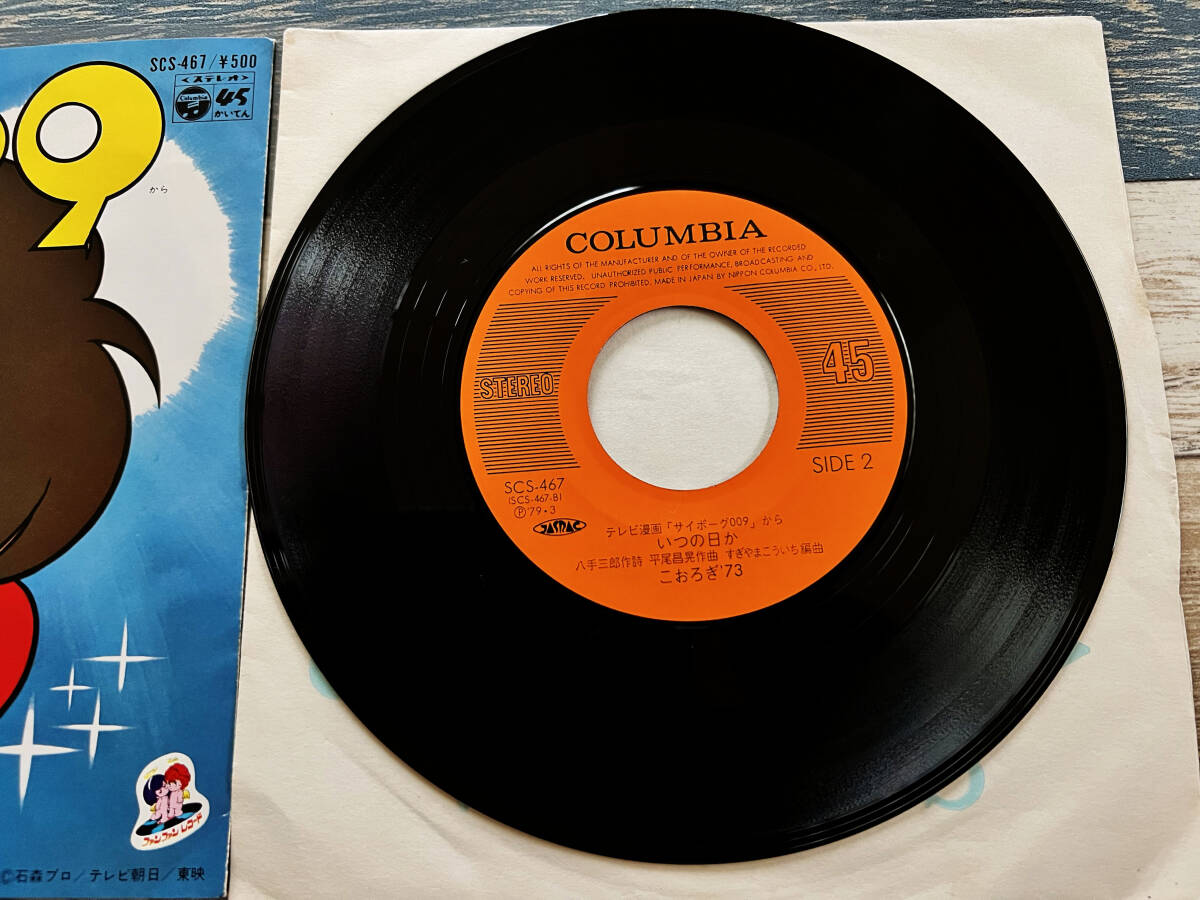 SCS-467/¥500
<ステレオ>
Columbia
45
かいてん
09
から
ファンファンレコード
©石森プロ/テレビ朝日/東映
COLUMBIA
ALL RIGHTS OF THE MANUFACTURER AND OF THE OWNER OF THE RECORDED
WORK RESERVED. UNAUTHORIZED PUBLIC PERFORMANCE, BROADCASTING AND
COPYING OF THIS RECORD PROHIBITED. MADE IN JAPAN BY NIPPON COLUMBIA CO., LTD.
STEREO
45
SIDE 2
SCS-467
(SCS-467-B)
Ⓟ'79・3
JASRAC
テレビ漫画「サイボーグ009」から
いつの日か
八手三郎作詩 平尾昌晃作曲 すぎやまこういち編曲
こおろぎ'73